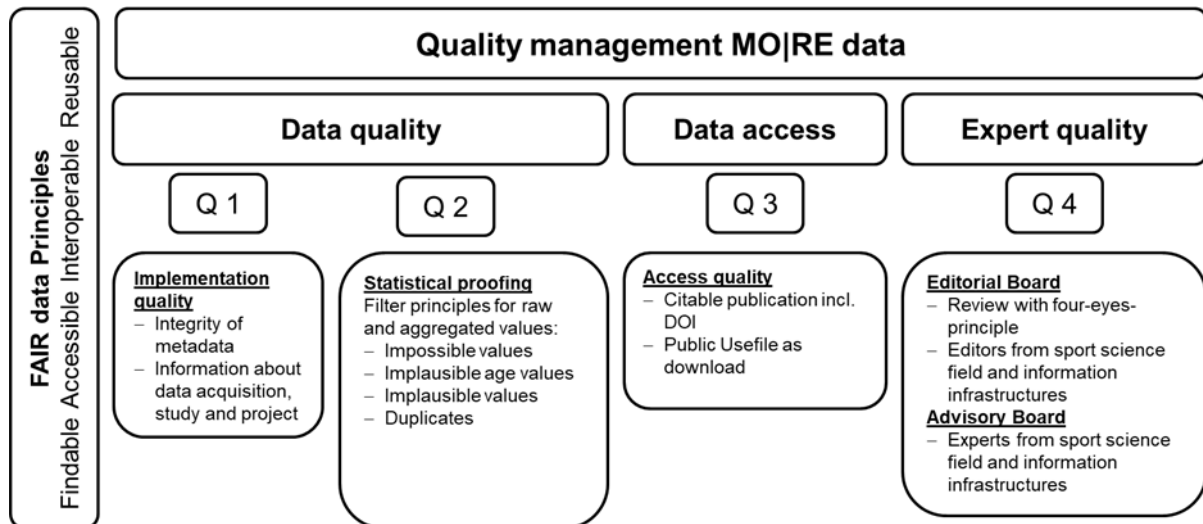 FAIR data Principles
Findable Accessible Interoperable Reusable
Quality management MO|RE data
Data quality
Data access
Expert quality
Q 1
Q 2
Q 3
Q 4
Implementation
quality
– Integrity of
metadata
– Information about
data acquisition,
study and project
Statistical proofing
Filter principles for raw
and aggregated values:
– Impossible values
– Implausible age values
– Implausible values
– Duplicates
Access quality
– Citable publication incl.
DOI
– Public Usefile as
download
Editorial Board
– Review with four-eyes-
principle
– Editors from sport science
field and information
infrastructures
Advisory Board
– Experts from sport science
field and information
infrastructures